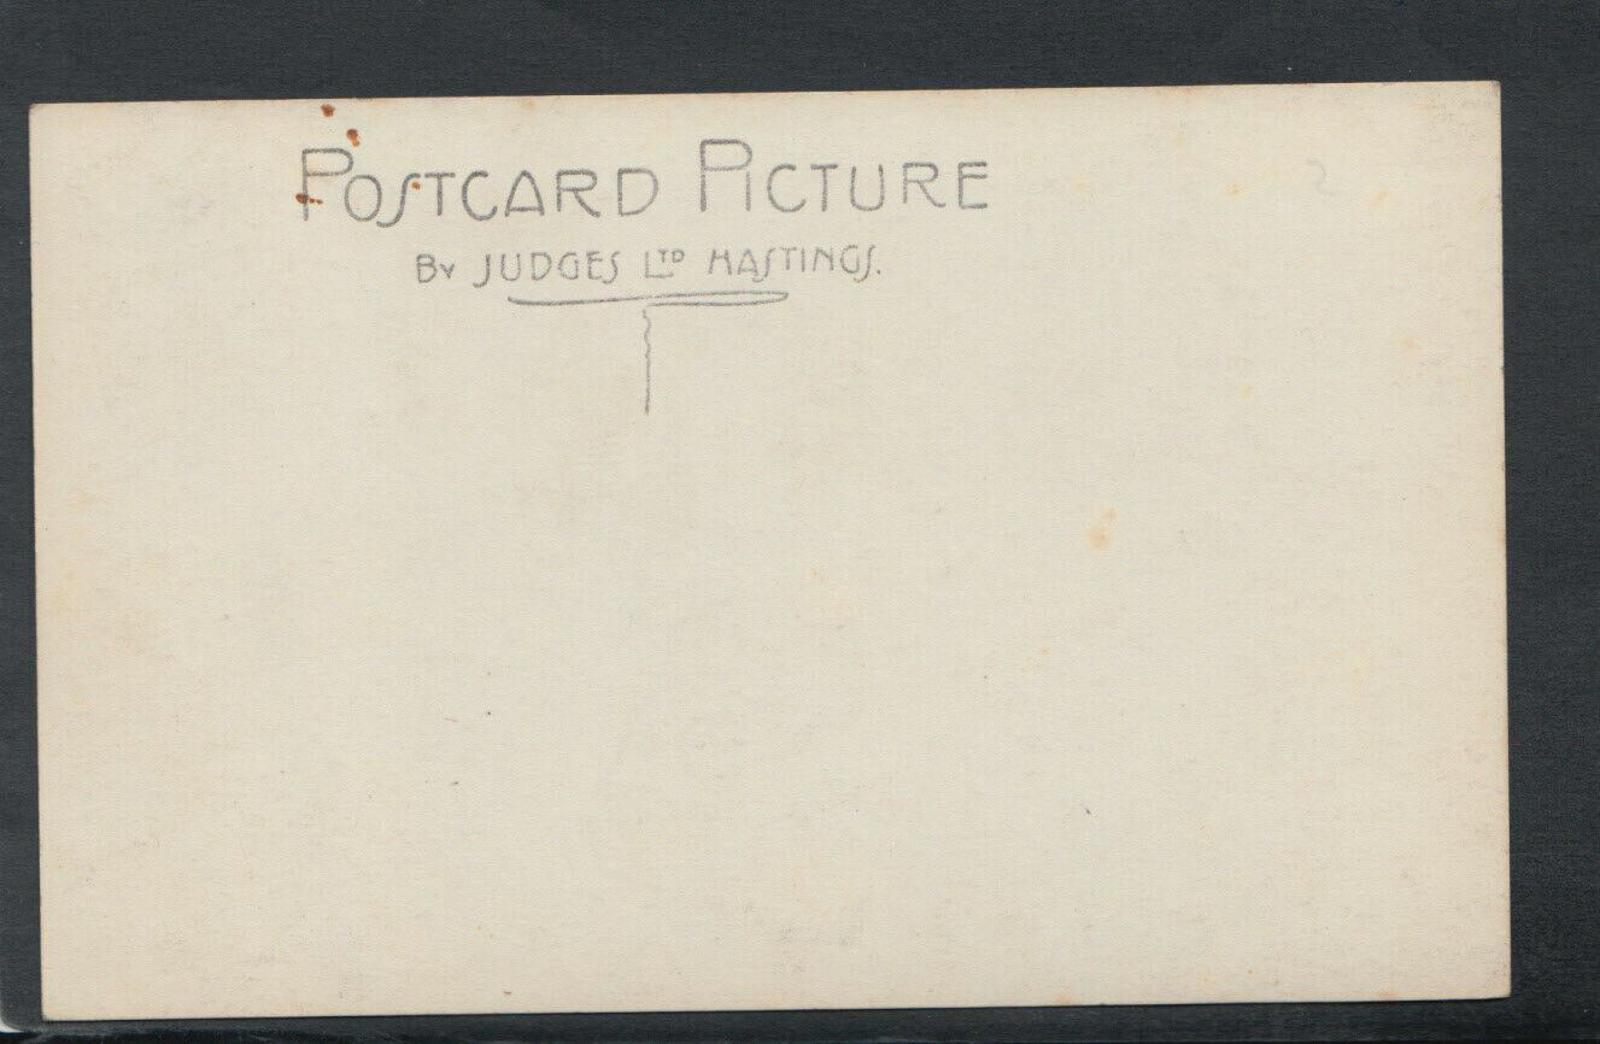 POSTCARD PICTURE
By JUDGES LTD HASTINGS.